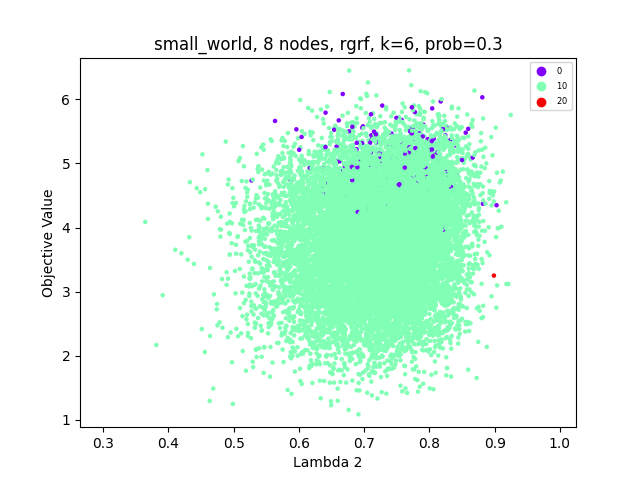 small_world, 8 nodes, rgrf, k=6, prob=0.3
0
10
20
6
5
4
3
2
1
Objective Value
0.3 0.4 0.5 0.6 0.7 0.8 0.9 1.0
Lambda 2